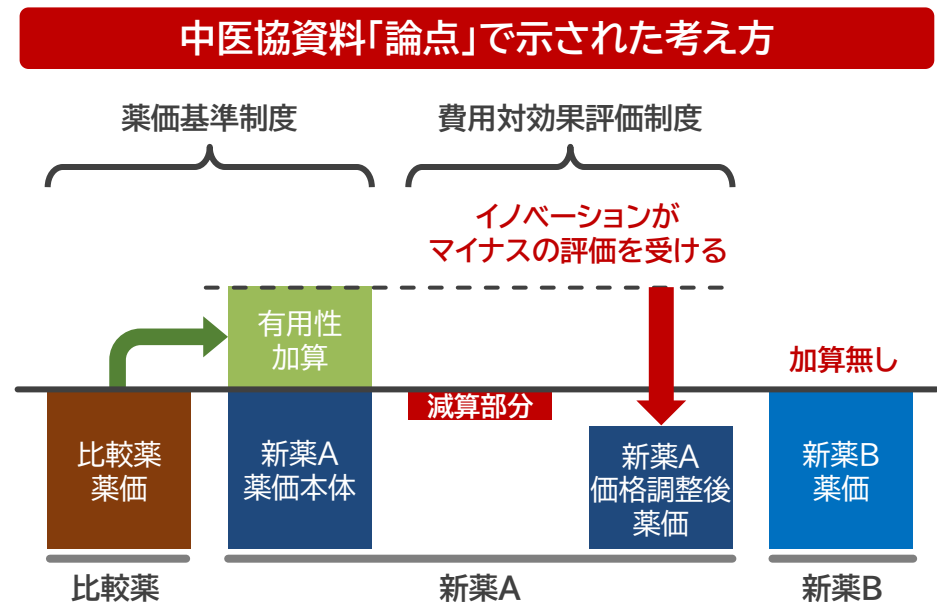 中医協資料「論点」で示された考え方
薬価基準制度
費用対効果評価制度
イノベーションが
マイナスの評価を受ける
有用性
加算
加算無し
減算部分
比較薬
薬価
新薬A
薬価本体
新薬A
価格調整後
薬価
新薬B
薬価
比較薬
新薬A
新薬B